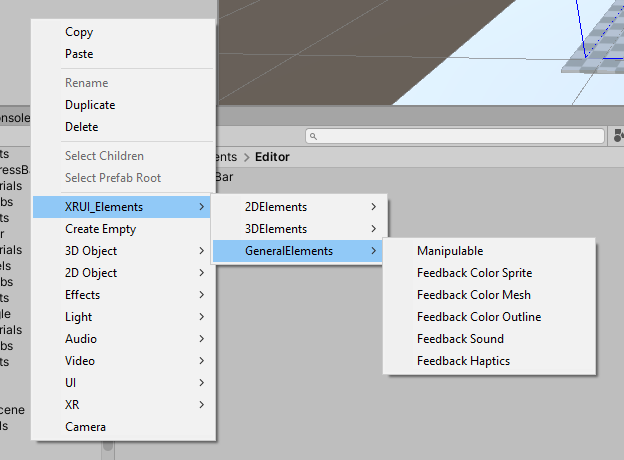 Copy
Paste
Rename
Duplicate
Delete
Select Children
Select Prefab Root
XRUI_Elements
Create Empty
3D Object
2D Object
Effects
Light
Audio
Video
UI
XR
Camera
2DElements
3DElements
GeneralElements
Manipulable
Feedback Color Sprite
Feedback Color Mesh
Feedback Color Outline
Feedback Sound
Feedback Haptics
onsole
ents > Editor
Bar
ts
ressBa
rials
bs
ts
r
rials
els
bs
ts
gle
rials
bs
ts
cene
ls